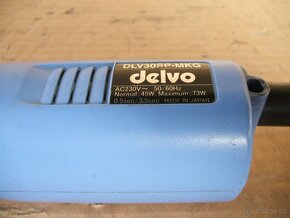 DLV30SP-MKG
delvo
AC230V~ 50/60Hz
Normal: 45W Maximum: 73W
0.5sec/3.5sec MADE IN JAPAN